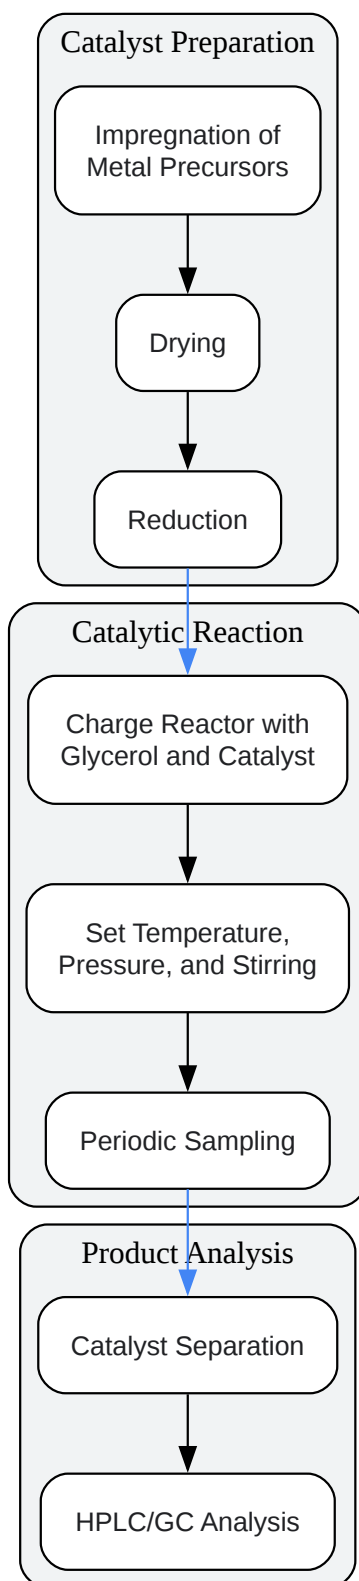 Catalyst Preparation
Impregnation of
Metal Precursors
Drying
Reduction
Catalytic Reaction
Charge Reactor with
Glycerol and Catalyst
Set Temperature,
Pressure, and Stirring
Periodic Sampling
Product Analysis
Catalyst Separation
HPLC/GC Analysis